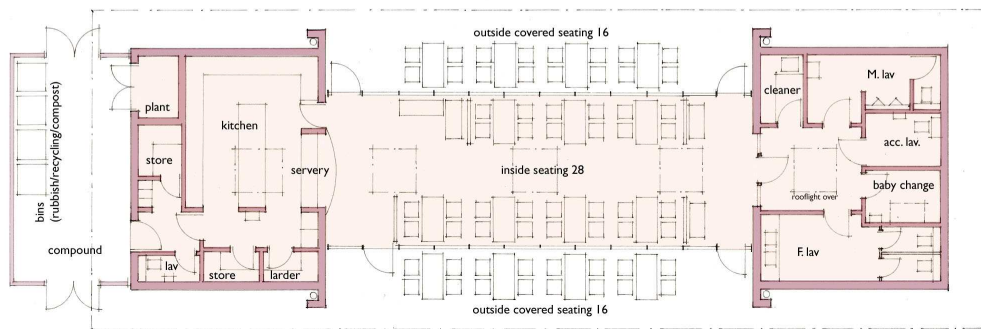 outside covered seating 16
plant
kitchen
cleaner
M. lav
bins
(rubbish/recycling/compost)
store
servery
inside seating 28
acc. lav.
baby change
rooflight over
compound
lav
store
larder
F. lav
outside covered seating 16